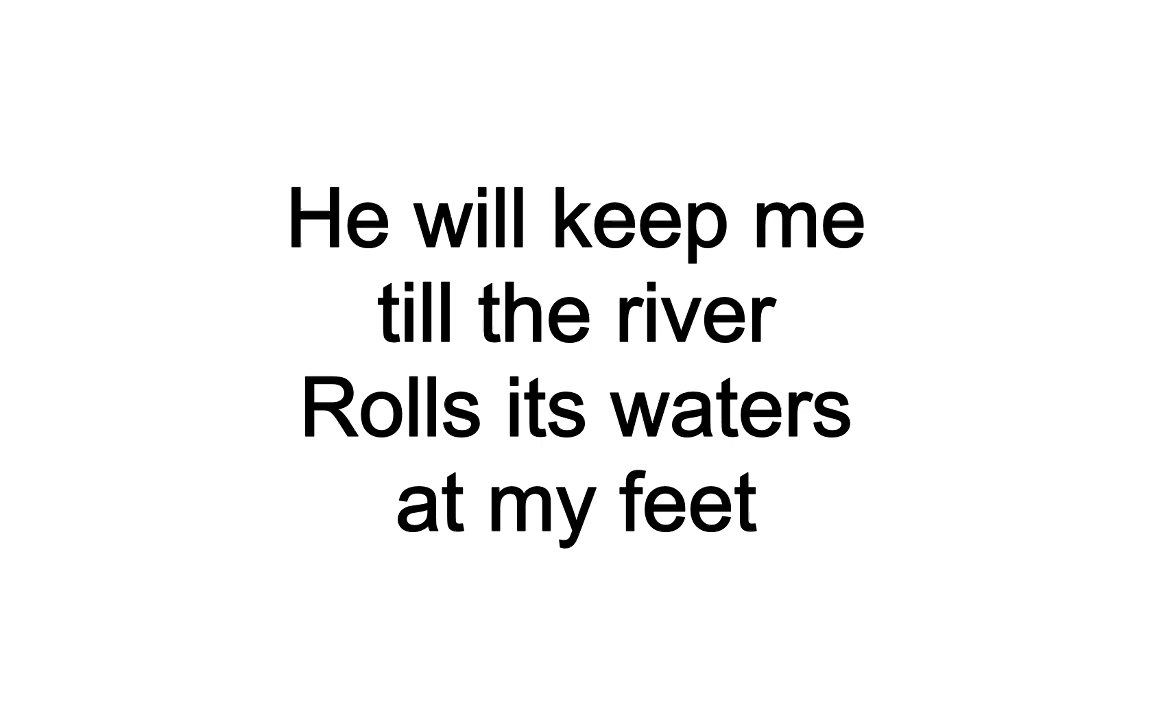 He will keep me
till the river
Rolls its waters
at my feet